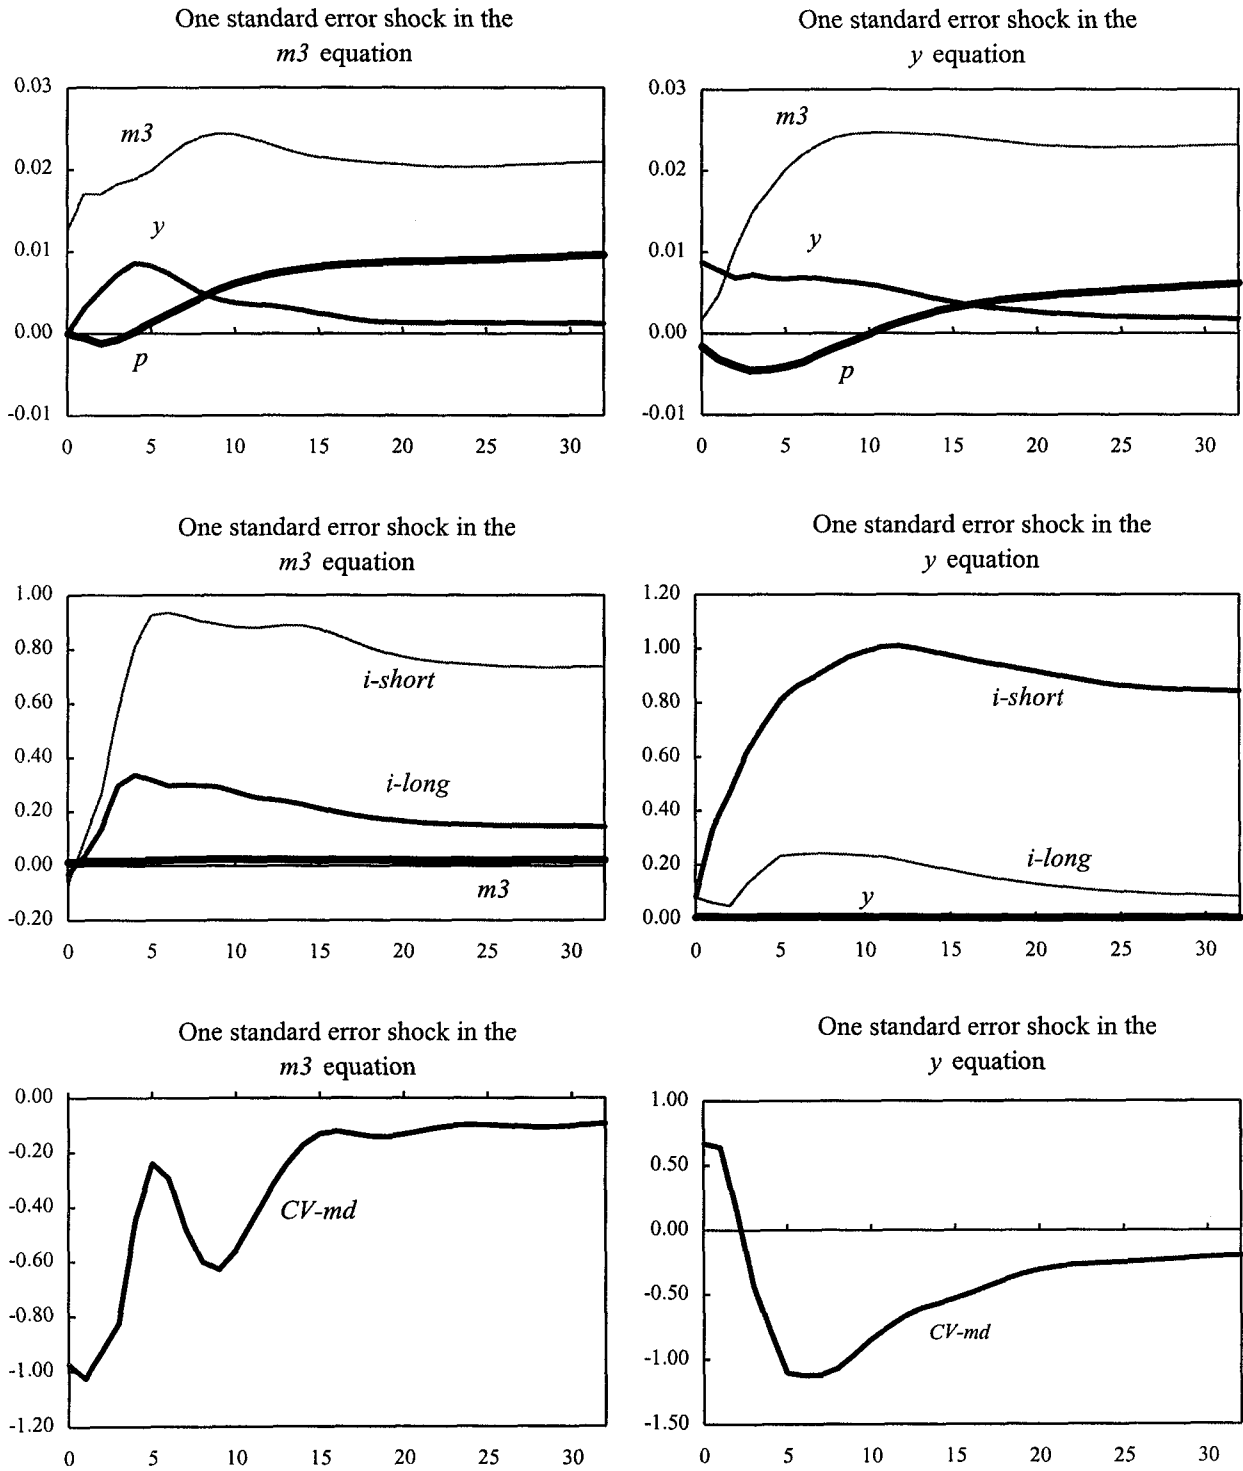 One standard error shock in the
m3 equation
0.03
0.02
0.01
0.00
-0.01
m3
y
p
0 5 10 15 20 25 30
One standard error shock in the
y equation
0.03
0.02
0.01
0.00
-0.01
m3
y
p
0 5 10 15 20 25 30
One standard error shock in the
m3 equation
1.00
0.80
0.60
0.40
0.20
0.00
-0.20
i-short
i-long
m3
0 5 10 15 20 25 30
One standard error shock in the
y equation
1.20
1.00
0.80
0.60
0.40
0.20
0.00
i-short
i-long
y
0 5 10 15 20 25 30
One standard error shock in the
m3 equation
0.00
-0.20
-0.40
-0.60
-0.80
-1.00
-1.20
CV-md
0 5 10 15 20 25 30
One standard error shock in the
y equation
1.00
0.50
0.00
-0.50
-1.00
-1.50
CV-md
0 5 10 15 20 25 30